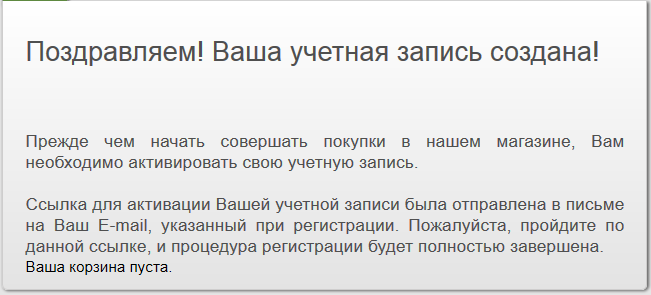 Поздравляем! Ваша учетная запись создана!
Прежде чем начать совершать покупки в нашем магазине, Вам
необходимо активировать свою учетную запись.
Ссылка для активации Вашей учетной записи была отправлена в письме
на Ваш E-mail, указанный при регистрации. Пожалуйста, пройдите по
данной ссылке, и процедура регистрации будет полностью завершена.
Ваша корзина пуста.